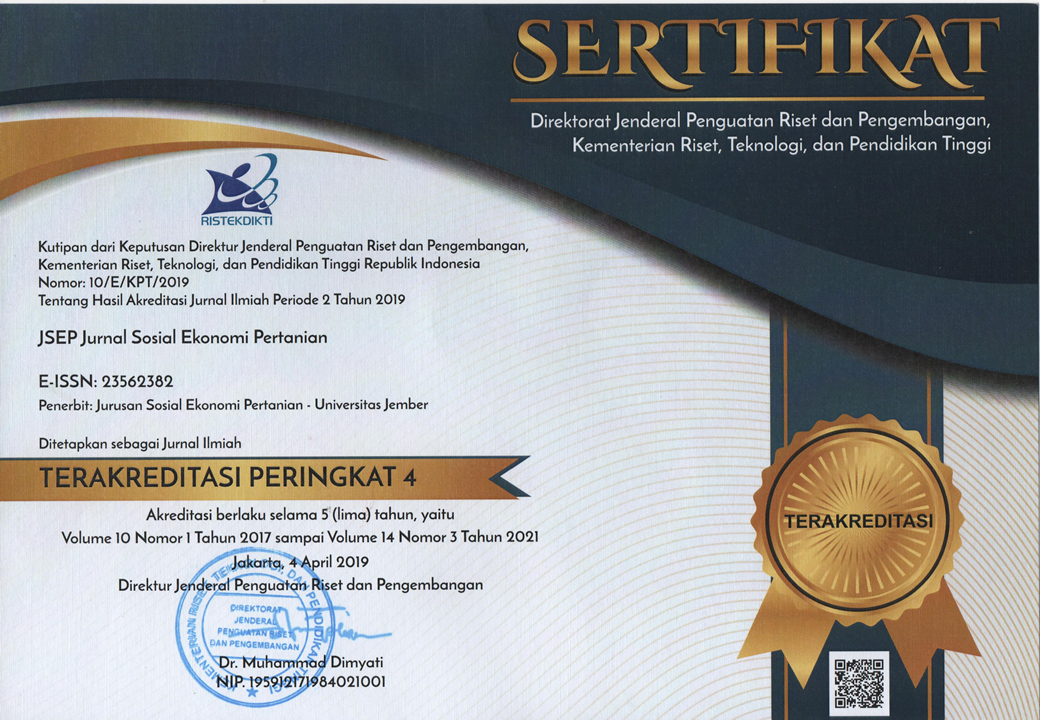 SERTIFIKAT
Direktorat Jenderal Penguatan Riset dan Pengembangan,
Kementerian Riset, Teknologi, dan Pendidikan Tinggi
RISTEKDIKTI
Kutipan dari Keputusan Direktur Jenderal Penguatan Riset dan Pengembangan,
Kementerian Riset, Teknologi, dan Pendidikan Tinggi Republik Indonesia
Nomor: 10/E/KPT/2019
Tentang Hasil Akreditasi Jurnal Ilmiah Periode 2 Tahun 2019
JSEP Jurnal Sosial Ekonomi Pertanian
E-ISSN: 23562382
Penerbit: Jurusan Sosial Ekonomi Pertanian - Universitas Jember
Ditetapkan sebagai Jurnal Ilmiah
TERAKREDITASI PERINGKAT 4
TERAKREDITASI
Akreditasi berlaku selama 5 (lima) tahun, yaitu
Volume 10 Nomor 1 Tahun 2017 sampai Volume 14 Nomor 3 Tahun 2021
Jakarta, 4 April 2019
Direktur Jenderal Penguatan Riset dan Pengembangan
KEMENTERIAN RISET, TEKNOLOGI, DAN PENDIDIKAN TINGGI
DIREKTORAT
JENDERAL
PENGUATAN RISET
DAN PENGEMBANGAN
Dr. Muhammad Dimyati
NIP. 195912171984021001